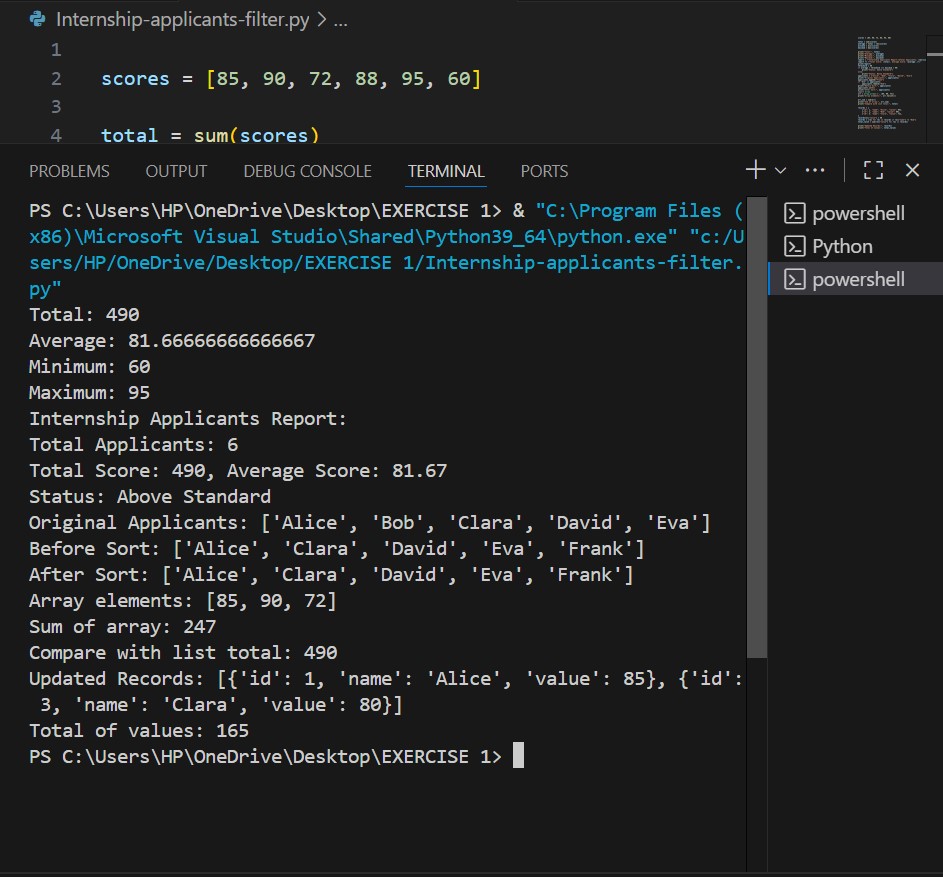 Internship-applicants-filter.py > ...
1
2 scores = [85, 90, 72, 88, 95, 60]
3
4 total = sum(scores)
PROBLEMS OUTPUT DEBUG CONSOLE TERMINAL PORTS
PS C:\Users\HP\OneDrive\Desktop\EXERCISE 1> & "C:\Program Files (
x86)\Microsoft Visual Studio\Shared\Python39_64\python.exe" "c:/U
sers/HP/OneDrive/Desktop/EXERCISE 1/Internship-applicants-filter.
py"
Total: 490
Average: 81.66666666666667
Minimum: 60
Maximum: 95
Internship Applicants Report:
Total Applicants: 6
Total Score: 490, Average Score: 81.67
Status: Above Standard
Original Applicants: ['Alice', 'Bob', 'Clara', 'David', 'Eva']
Before Sort: ['Alice', 'Clara', 'David', 'Eva', 'Frank']
After Sort: ['Alice', 'Clara', 'David', 'Eva', 'Frank']
Array elements: [85, 90, 72]
Sum of array: 247
Compare with list total: 490
Updated Records: [{'id': 1, 'name': 'Alice', 'value': 85}, {'id':
3, 'name': 'Clara', 'value': 80}]
Total of values: 165
PS C:\Users\HP\OneDrive\Desktop\EXERCISE 1>
powershell
Python
powershell